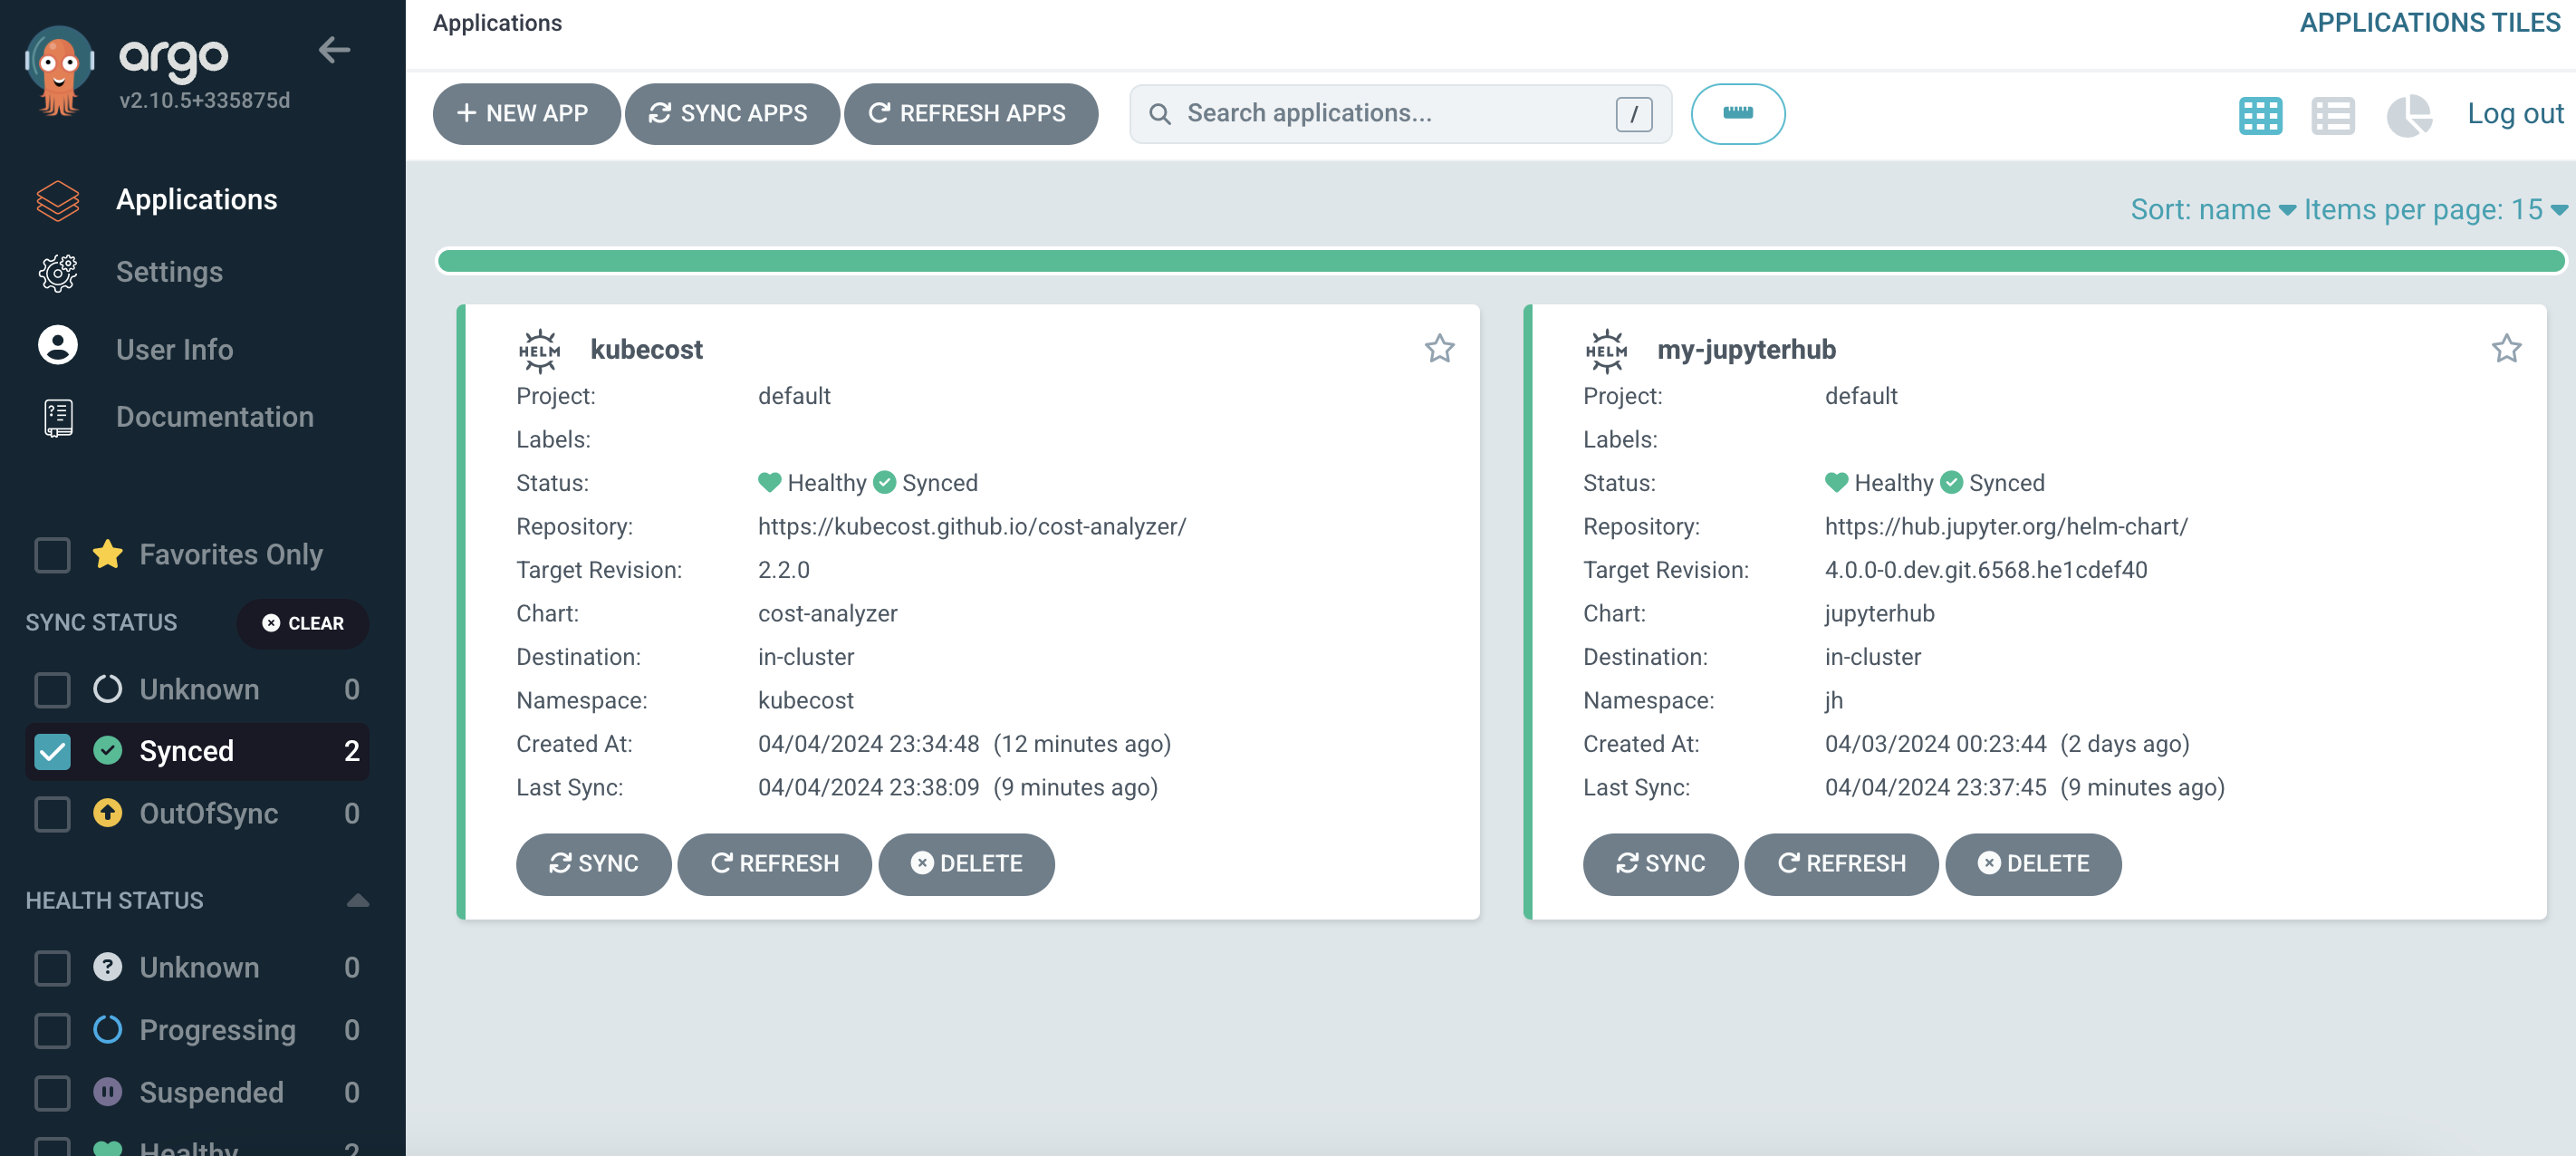 argo
v2.10.5+335875d
Applications
Settings
User Info
Documentation
Favorites Only
SYNC STATUS
CLEAR
Unknown 0
Synced 2
OutOfSync 0
HEALTH STATUS
Unknown 0
Progressing 0
Suspended 0
Healthy 2
Applications
APPLICATIONS TILES
+ NEW APP
SYNC APPS
REFRESH APPS
Search applications...
/
Log out
Sort: name
Items per page: 15
HELM
kubecost
Project: default
Labels:
Status: Healthy Synced
Repository: https://kubecost.github.io/cost-analyzer/
Target Revision: 2.2.0
Chart: cost-analyzer
Destination: in-cluster
Namespace: kubecost
Created At: 04/04/2024 23:34:48 (12 minutes ago)
Last Sync: 04/04/2024 23:38:09 (9 minutes ago)
SYNC
REFRESH
DELETE
HELM
my-jupyterhub
Project: default
Labels:
Status: Healthy Synced
Repository: https://hub.jupyter.org/helm-chart/
Target Revision: 4.0.0-0.dev.git.6568.he1cdef40
Chart: jupyterhub
Destination: in-cluster
Namespace: jh
Created At: 04/03/2024 00:23:44 (2 days ago)
Last Sync: 04/04/2024 23:37:45 (9 minutes ago)
SYNC
REFRESH
DELETE